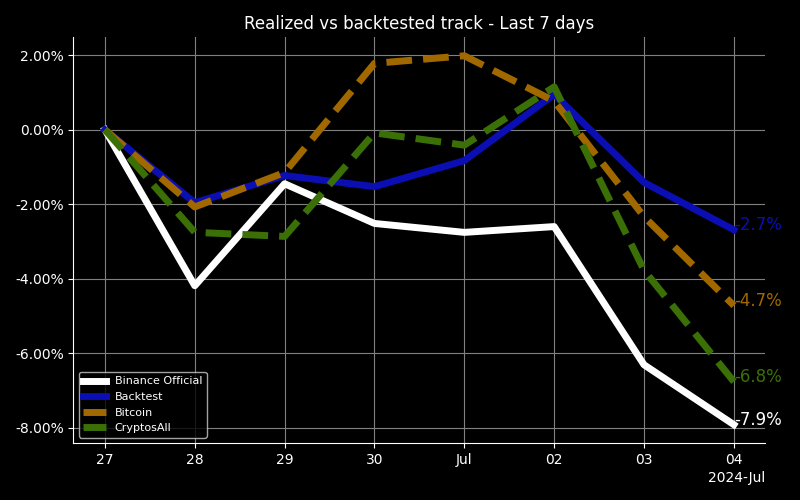 Realized vs backtested track - Last 7 days
2.00%
0.00%
-2.00%
-4.00%
-6.00%
-8.00%
-2.7%
-4.7%
-6.8%
-7.9%
Binance Official
Backtest
Bitcoin
CryptosAll
27 28 29 30 Jul 02 03 04
2024-Jul